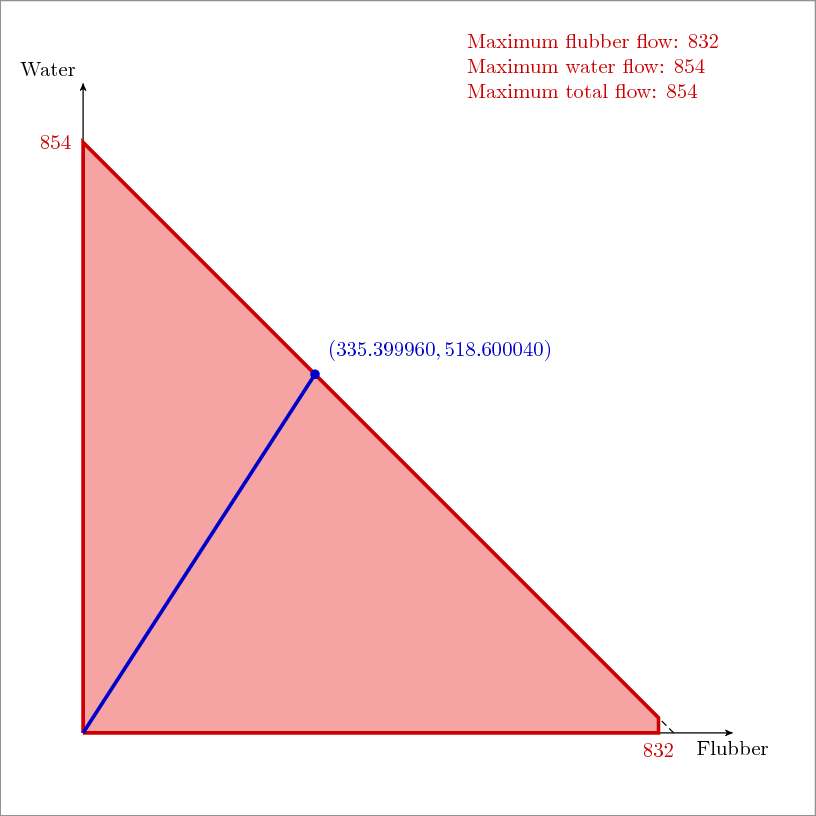 Maximum flubber flow: 832
Maximum water flow: 854
Maximum total flow: 854
Water
854
(335.399960, 518.600040)
832
Flubber